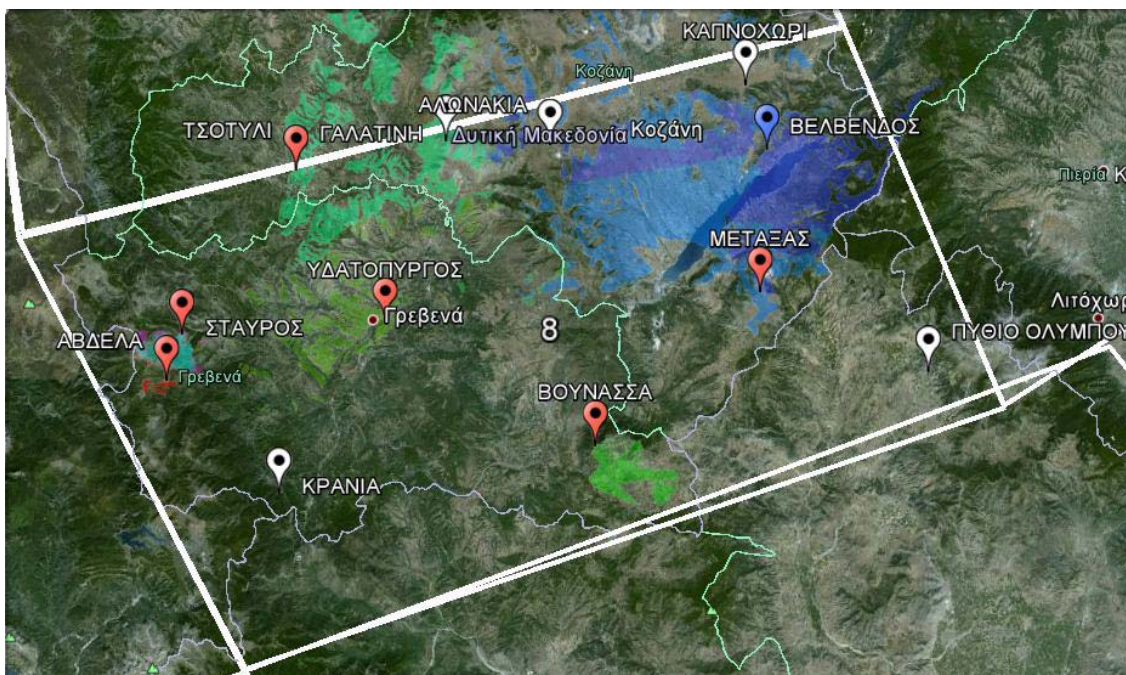 ΚΑΠΝΟΧΩΡΙ
Κοζάνη
ΑΛΩΝΑΚΙΑ
ΤΣΟΤΥΛΙ
ΓΑΛΑΤΙΝΗ
Δυτική Μακεδονία
Κοζάνη
ΒΕΛΒΕΝΔΟΣ
Πιερία
Κ
ΜΕΤΑΞΑΣ
ΥΔΑΤΟΠΥΡΓΟΣ
Γρεβενά
Λιτόχωρ
ΣΤΑΥΡΟΣ
8
ΠΥΘΙΟ ΟΛΥΜΠΟΥ
ΑΒΔΕΛΑ
Γρεβενά
ΒΟΥΝΑΣΣΑ
ΚΡΑΝΙΑ